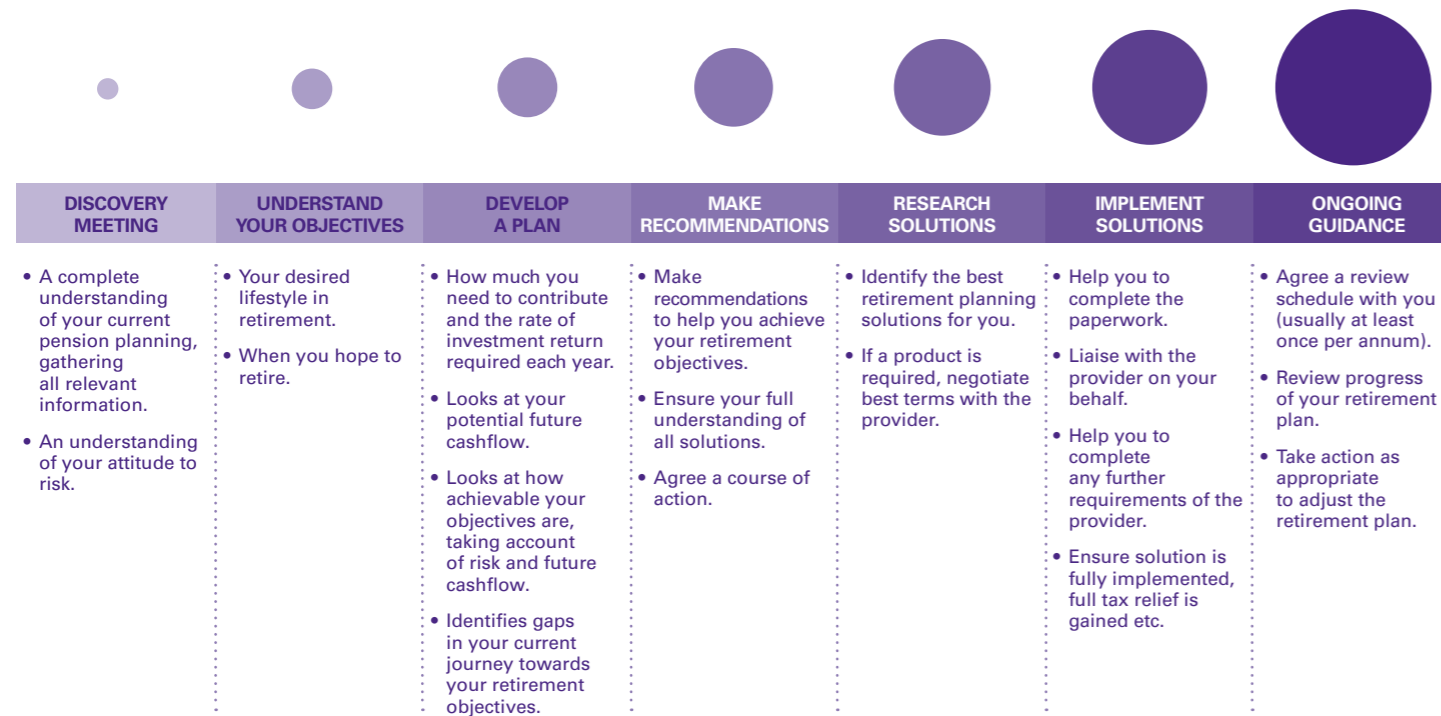 DISCOVERY
MEETING
• A complete
understanding
of your current
pension planning,
gathering
all relevant
information.
• An understanding
of your attitude to
risk.
UNDERSTAND
YOUR OBJECTIVES
• Your desired
lifestyle in
retirement.
• When you hope to
retire.
DEVELOP
A PLAN
• How much you
need to contribute
and the rate of
investment return
required each year.
• Looks at your
potential future
cashflow.
• Looks at how
achievable your
objectives are,
taking account
of risk and future
cashflow.
• Identifies gaps
in your current
journey towards
your retirement
objectives.
MAKE
RECOMMENDATIONS
• Make
recommendations
to help you achieve
your retirement
objectives.
• Ensure your full
understanding of
all solutions.
• Agree a course of
action.
RESEARCH
SOLUTIONS
• Identify the best
retirement planning
solutions for you.
• If a product is
required, negotiate
best terms with the
provider.
IMPLEMENT
SOLUTIONS
• Help you to
complete the
paperwork.
• Liaise with the
provider on your
behalf.
• Help you to
complete
any further
requirements of the
provider.
• Ensure solution is
fully implemented,
full tax relief is
gained etc.
ONGOING
GUIDANCE
• Agree a review
schedule with you
(usually at least
once per annum).
• Review progress
of your retirement
plan.
• Take action as
appropriate
to adjust the
retirement plan.